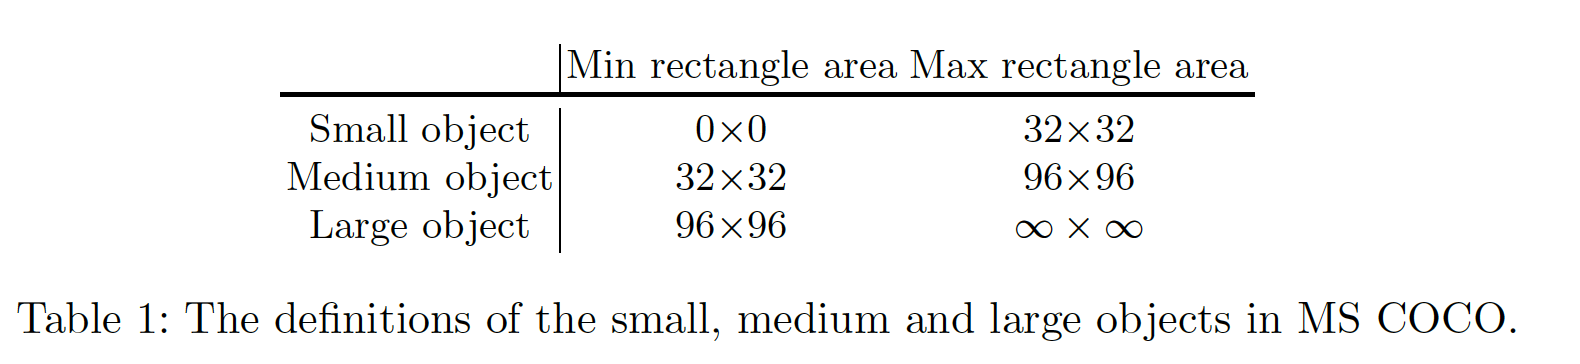 Min rectangle area Max rectangle area
Small object 0×0 32×32
Medium object 32×32 96×96
Large object 96×96 ∞ × ∞
Table 1: The definitions of the small, medium and large objects in MS COCO.